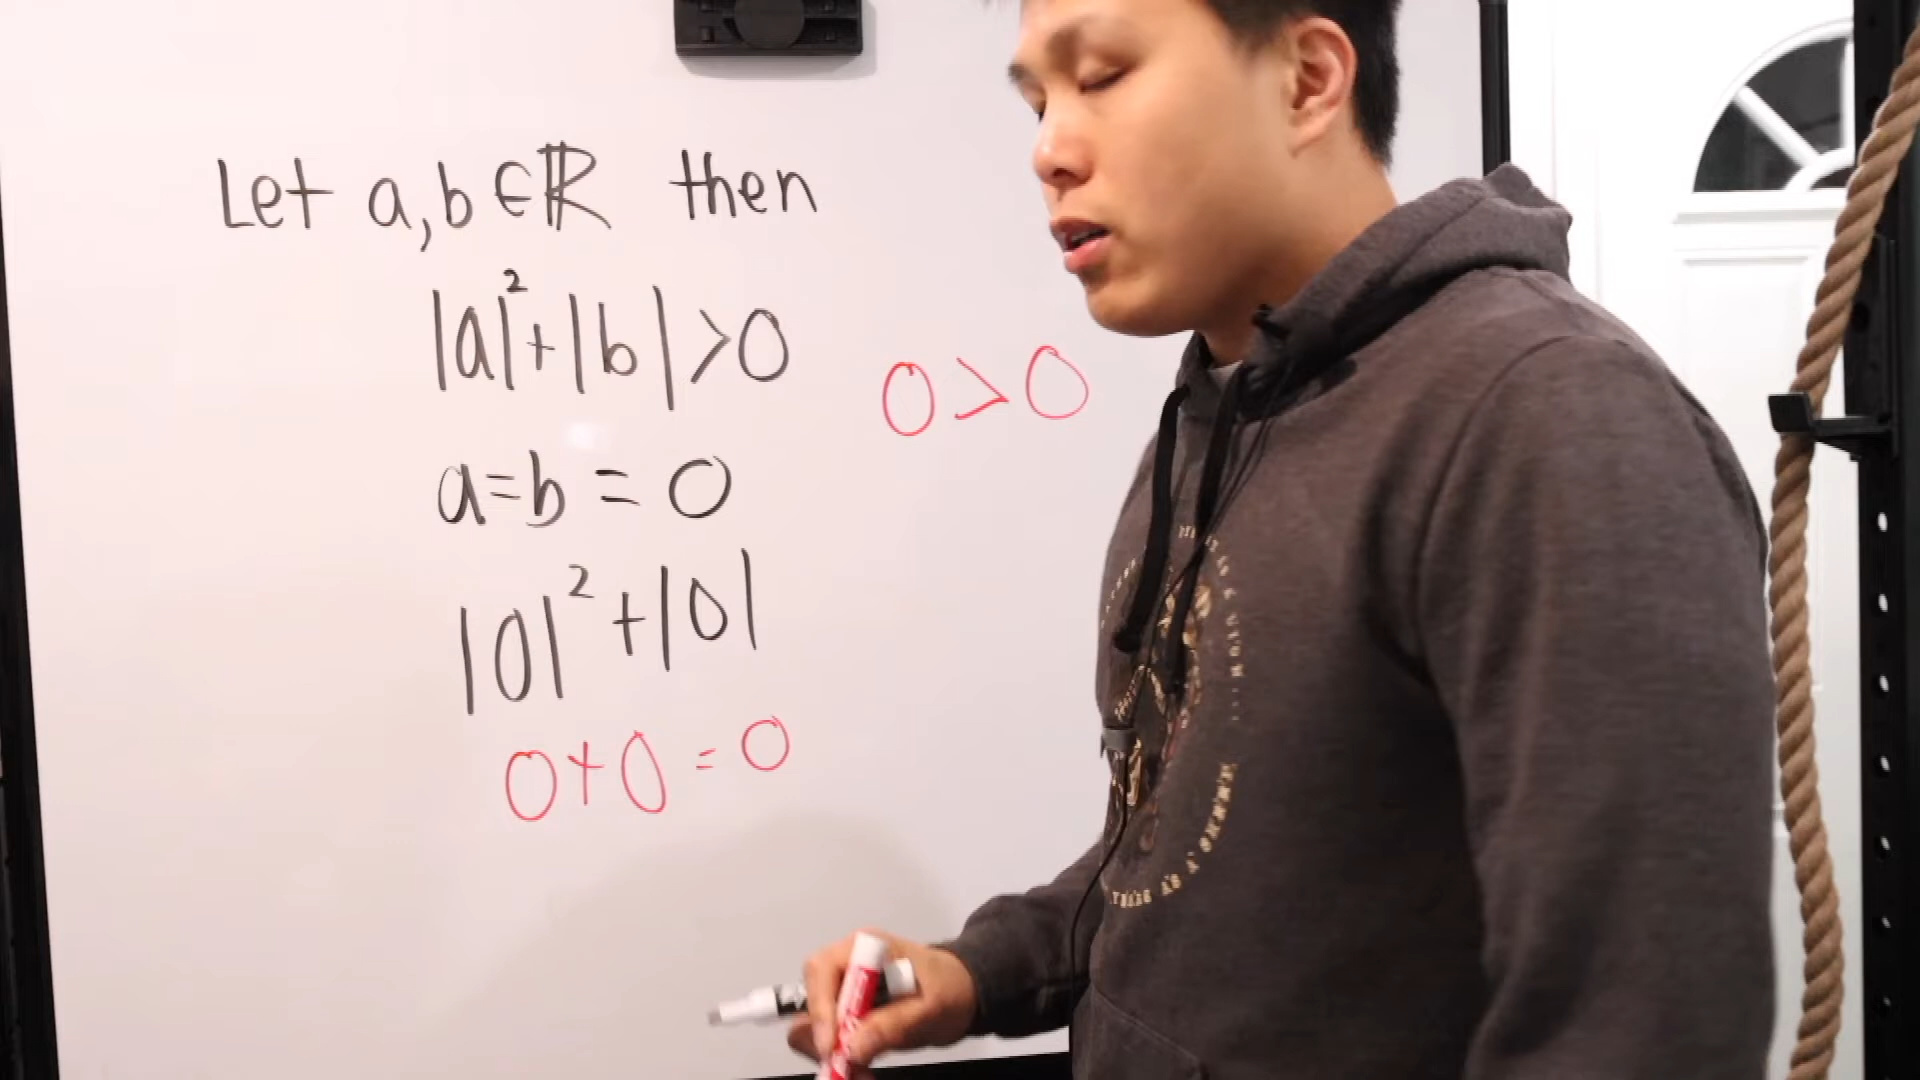 Let a, b ∈ ℝ then
|a|² + |b| > 0
0 > 0
a = b = 0
|0|² + |0|
0 + 0 = 0